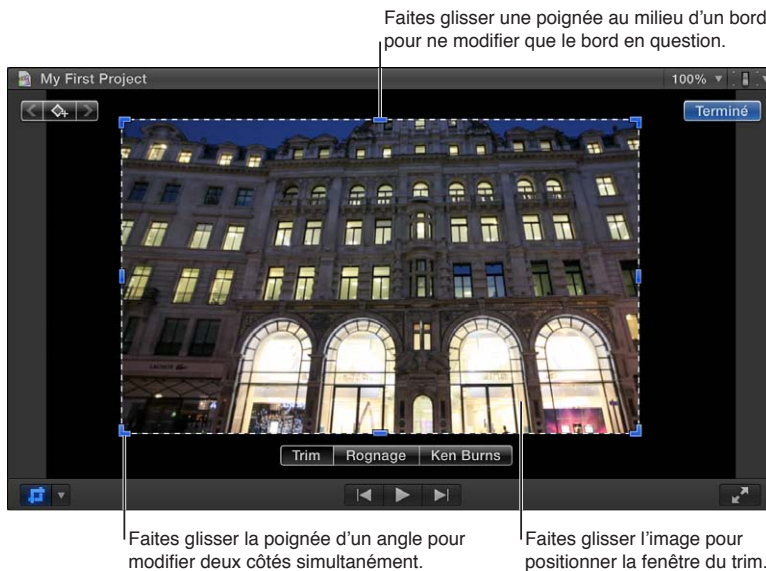 Faites glisser une poignée au milieu d’un bord
pour ne modifier que le bord en question.
My First Project
100%
Terminé
LACOSTE
Trim Rognage Ken Burns
Faites glisser la poignée d’un angle pour
modifier deux côtés simultanément.
Faites glisser l’image pour
positionner la fenêtre du trim.